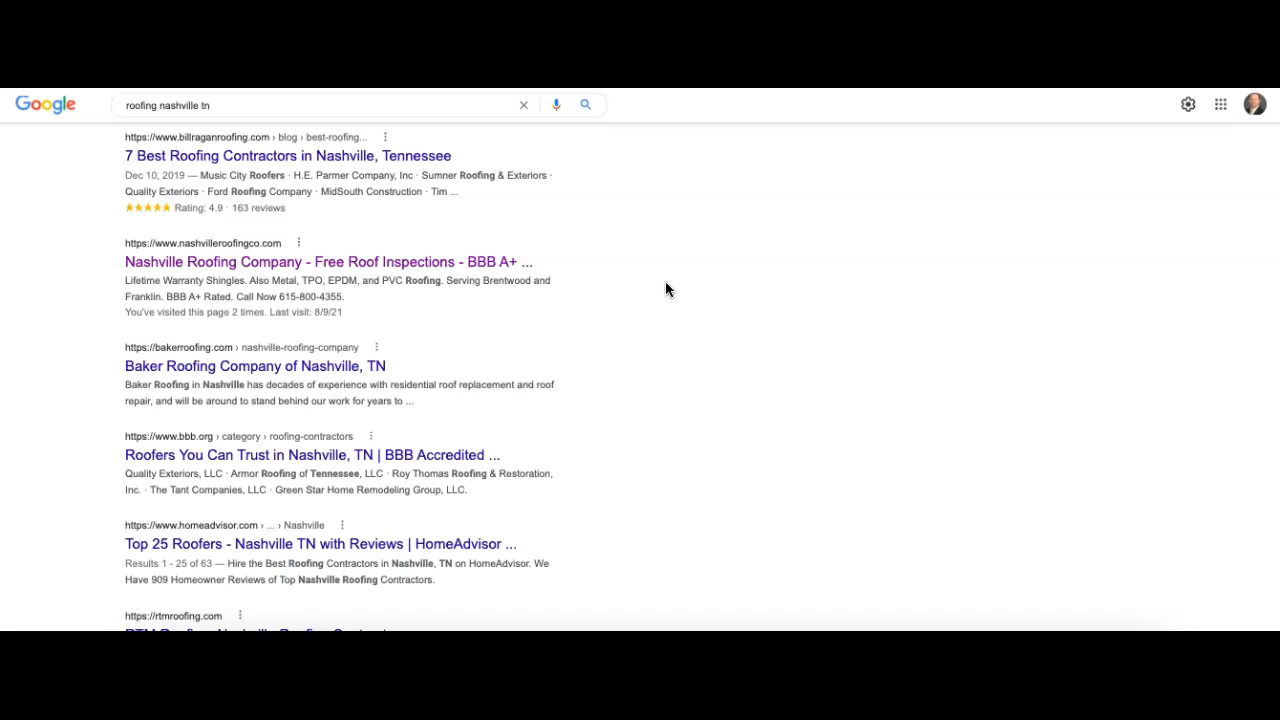 Google
roofing nashville tn
https://www.billraganroofing.com › blog › best-roofing...
7 Best Roofing Contractors in Nashville, Tennessee
Dec 10, 2019 — Music City Roofers · H.E. Parmer Company, Inc · Sumner Roofing & Exteriors ·
Quality Exteriors · Ford Roofing Company · MidSouth Construction · Tim ...
Rating: 4.9 · 163 reviews
https://www.nashvilleroofingco.com
Nashville Roofing Company - Free Roof Inspections - BBB A+ ...
Lifetime Warranty Shingles. Also Metal, TPO, EPDM, and PVC Roofing. Serving Brentwood and
Franklin. BBB A+ Rated. Call Now 615-800-4355.
You've visited this page 2 times. Last visit: 8/9/21
https://bakerroofing.com › nashville-roofing-company
Baker Roofing Company of Nashville, TN
Baker Roofing in Nashville has decades of experience with residential roof replacement and roof
repair, and will be around to stand behind our work for years to ...
https://www.bbb.org › category › roofing-contractors
Roofers You Can Trust in Nashville, TN | BBB Accredited ...
Quality Exteriors, LLC · Armor Roofing of Tennessee, LLC · Roy Thomas Roofing & Restoration,
Inc. · The Tant Companies, LLC · Green Star Home Remodeling Group, LLC.
https://www.homeadvisor.com › ... › Nashville
Top 25 Roofers - Nashville TN with Reviews | HomeAdvisor ...
Results 1 - 25 of 63 — Hire the Best Roofing Contractors in Nashville, TN on HomeAdvisor. We
Have 909 Homeowner Reviews of Top Nashville Roofing Contractors.
https://rtmroofing.com